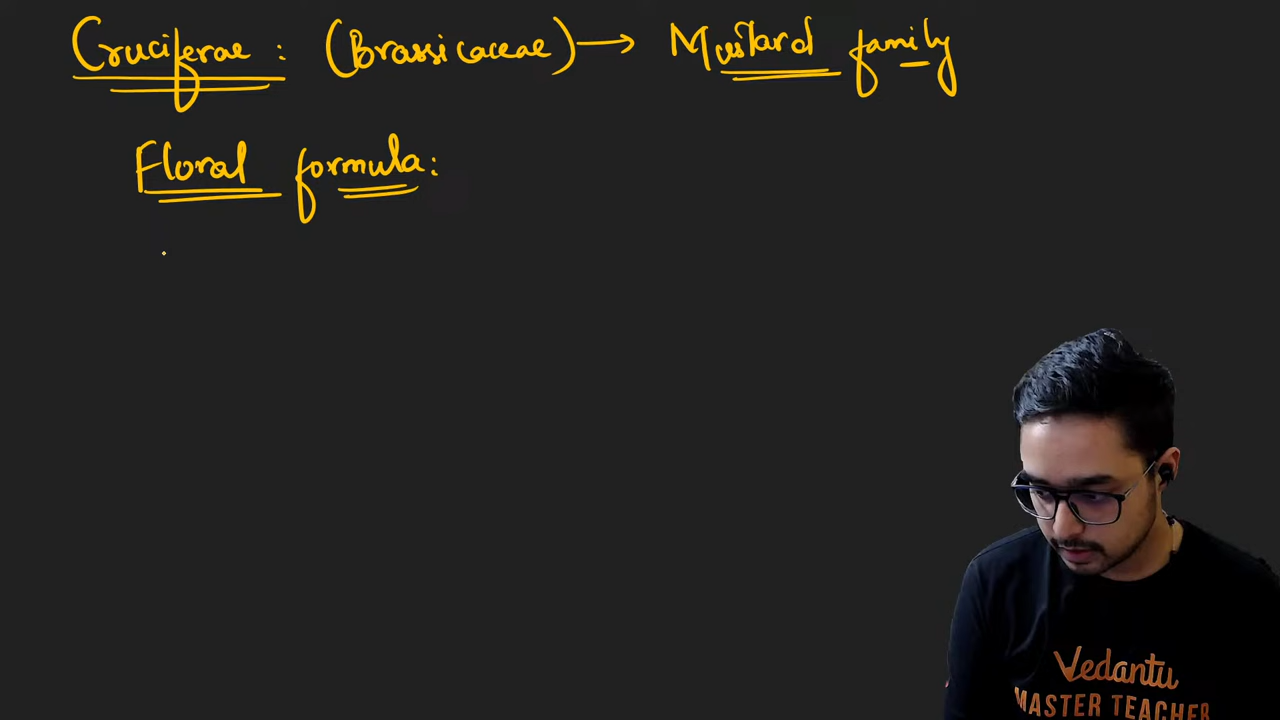 Cruciferae : (Brassicaceae) → Mustard family
Floral formula:
Vedantu
MASTER TEACHER